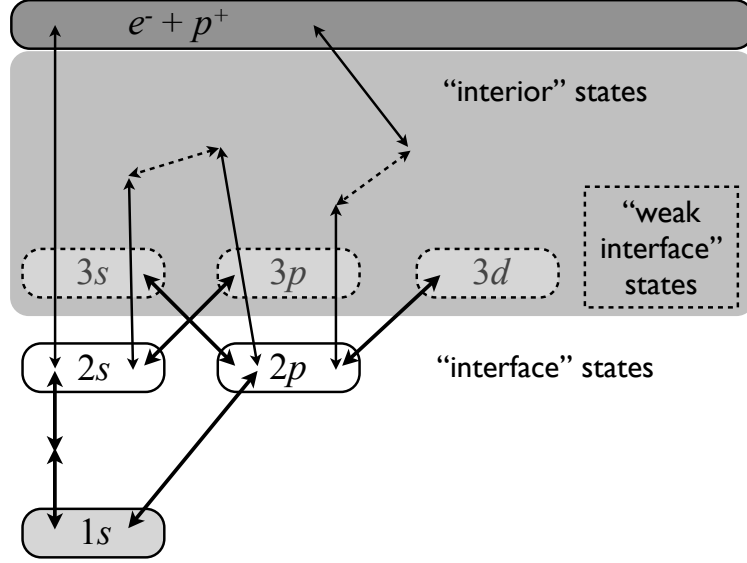 e⁻ + p⁺
“interior” states
“weak
interface”
states
3s 3p 3d
2s 2p “interface” states
1s